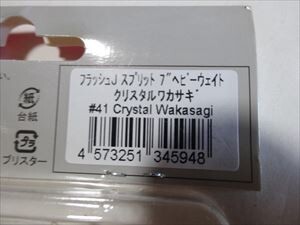 い。
紙
台紙
プラ
ブリスター
フラッシュJ スプリット 7" ヘビーウェイト
クリスタルワカサギ
#41 Crystal Wakasagi
4 573251 345948